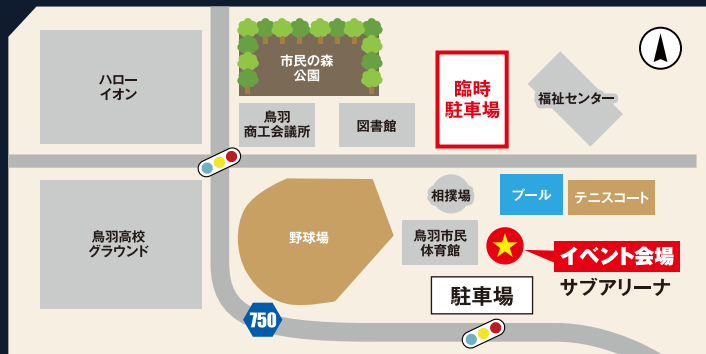 ハロー
イオン
市民の森
公園
鳥羽
商工会議所
図書館
臨時
駐車場
福祉センター
鳥羽高校
グラウンド
野球場
相撲場
プール
テニスコート
鳥羽市民
体育館
イベント会場
サブアリーナ
駐車場
750